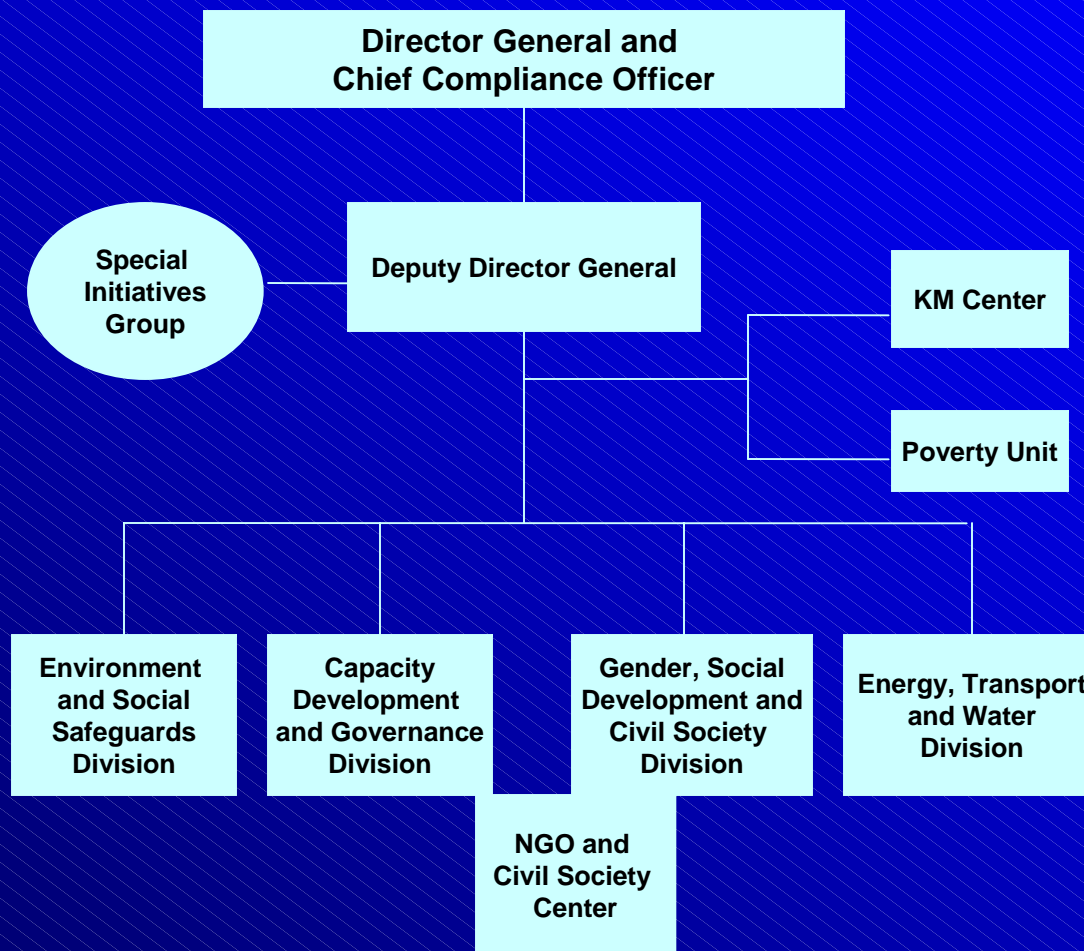 Director General and
Chief Compliance Officer
Special
Initiatives
Group
Deputy Director General
KM Center
Poverty Unit
Environment
and Social
Safeguards
Division
Capacity
Development
and Governance
Division
Gender, Social
Development and
Civil Society
Division
Energy, Transport
and Water
Division
NGO and
Civil Society
Center